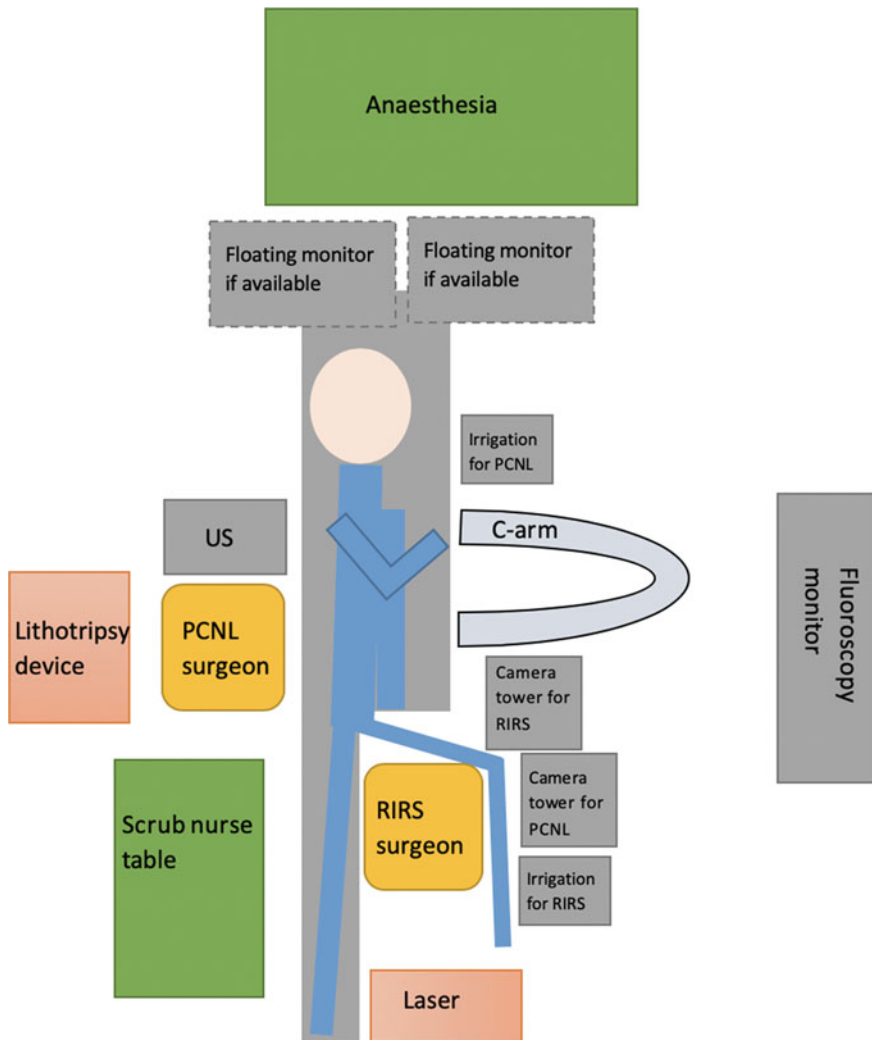 Anaesthesia
Floating monitor
if available
Floating monitor
if available
Irrigation
for PCNL
US
C-arm
Fluoroscopy
monitor
Lithotripsy
device
PCNL
surgeon
Camera
tower for
RIRS
Camera
tower for
PCNL
Scrub nurse
table
RIRS
surgeon
Irrigation
for RIRS
Laser